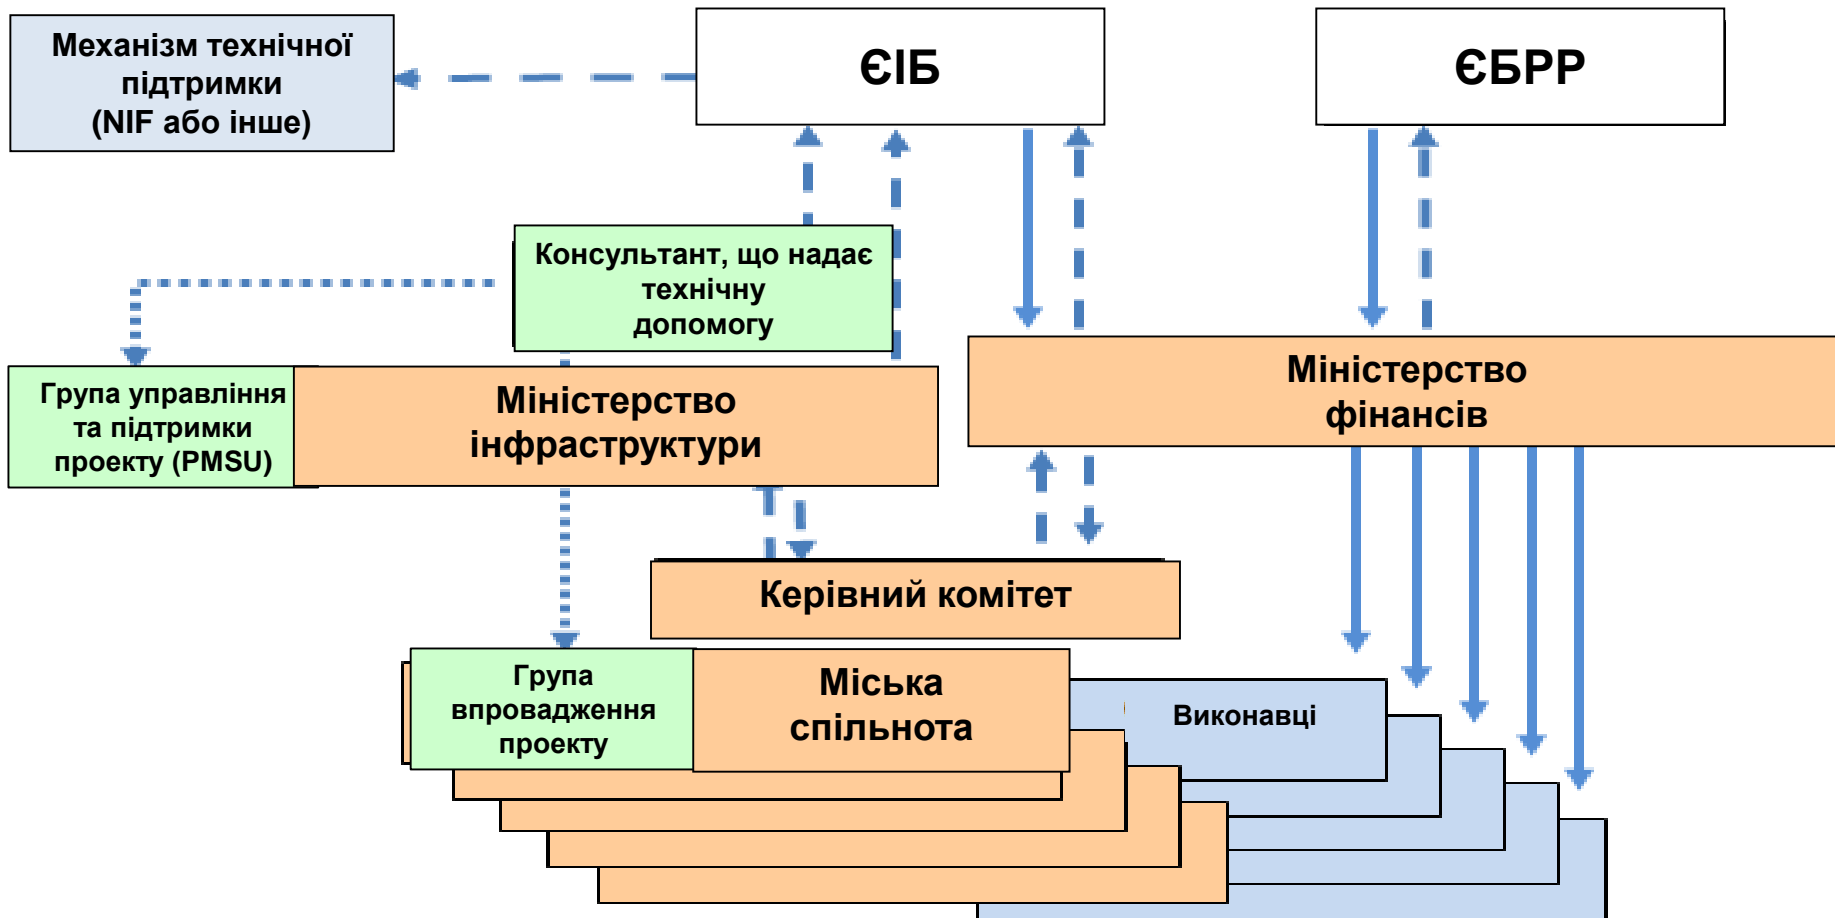 Механізм технічної
підтримки
(NIF або інше)
ЄІБ
ЄБРР
Консультант, що надає
технічну
допомогу
Група управління
та підтримки
проекту (PMSU)
Міністерство
інфраструктури
Міністерство
фінансів
Керівний комітет
Група
впровадження
проекту
Міська
спільнота
Виконавці